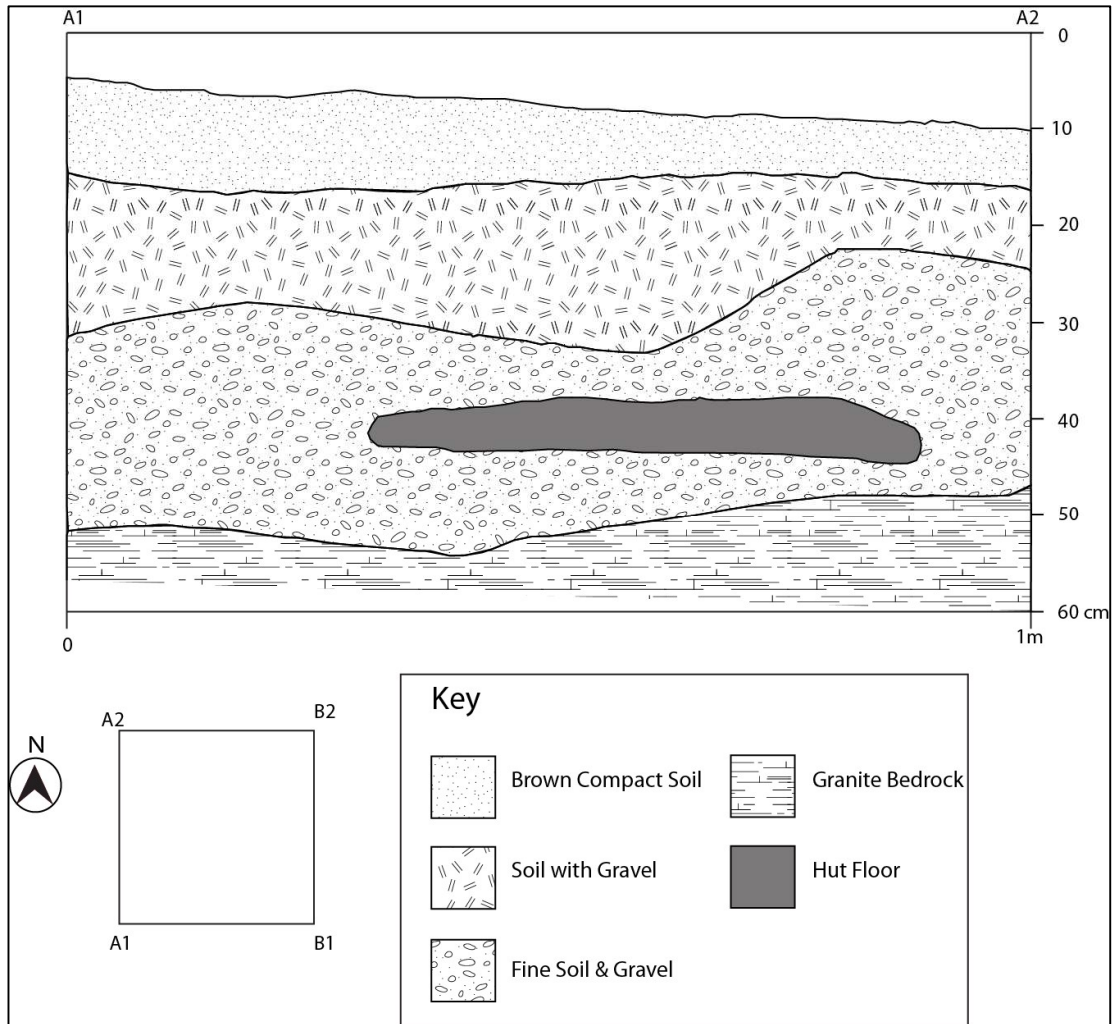 A1 A2
0
10
20
30
40
50
60 cm
0 1m
A2 B2
N
A1 B1
Key
Brown Compact Soil
Granite Bedrock
Soil with Gravel
Hut Floor
Fine Soil & Gravel